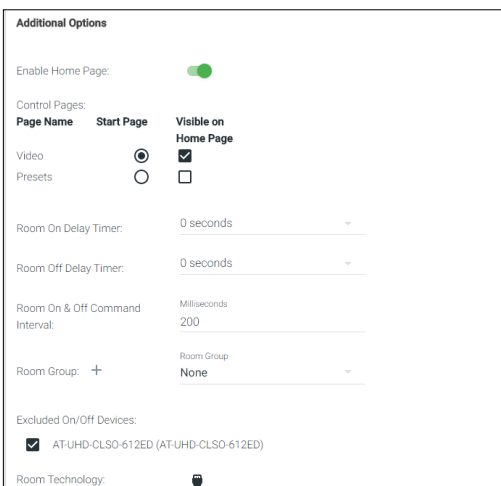 Additional Options
Enable Home Page:
Control Pages:
Page Name Start Page Visible on
Home Page
Video
Presets
Room On Delay Timer: 0 seconds
Room Off Delay Timer: 0 seconds
Room On & Off Command
Interval:
Milliseconds
200
Room Group: +
Room Group
None
Excluded On/Off Devices:
AT-UHD-CLSO-612ED (AT-UHD-CLSO-612ED)
Room Technology: